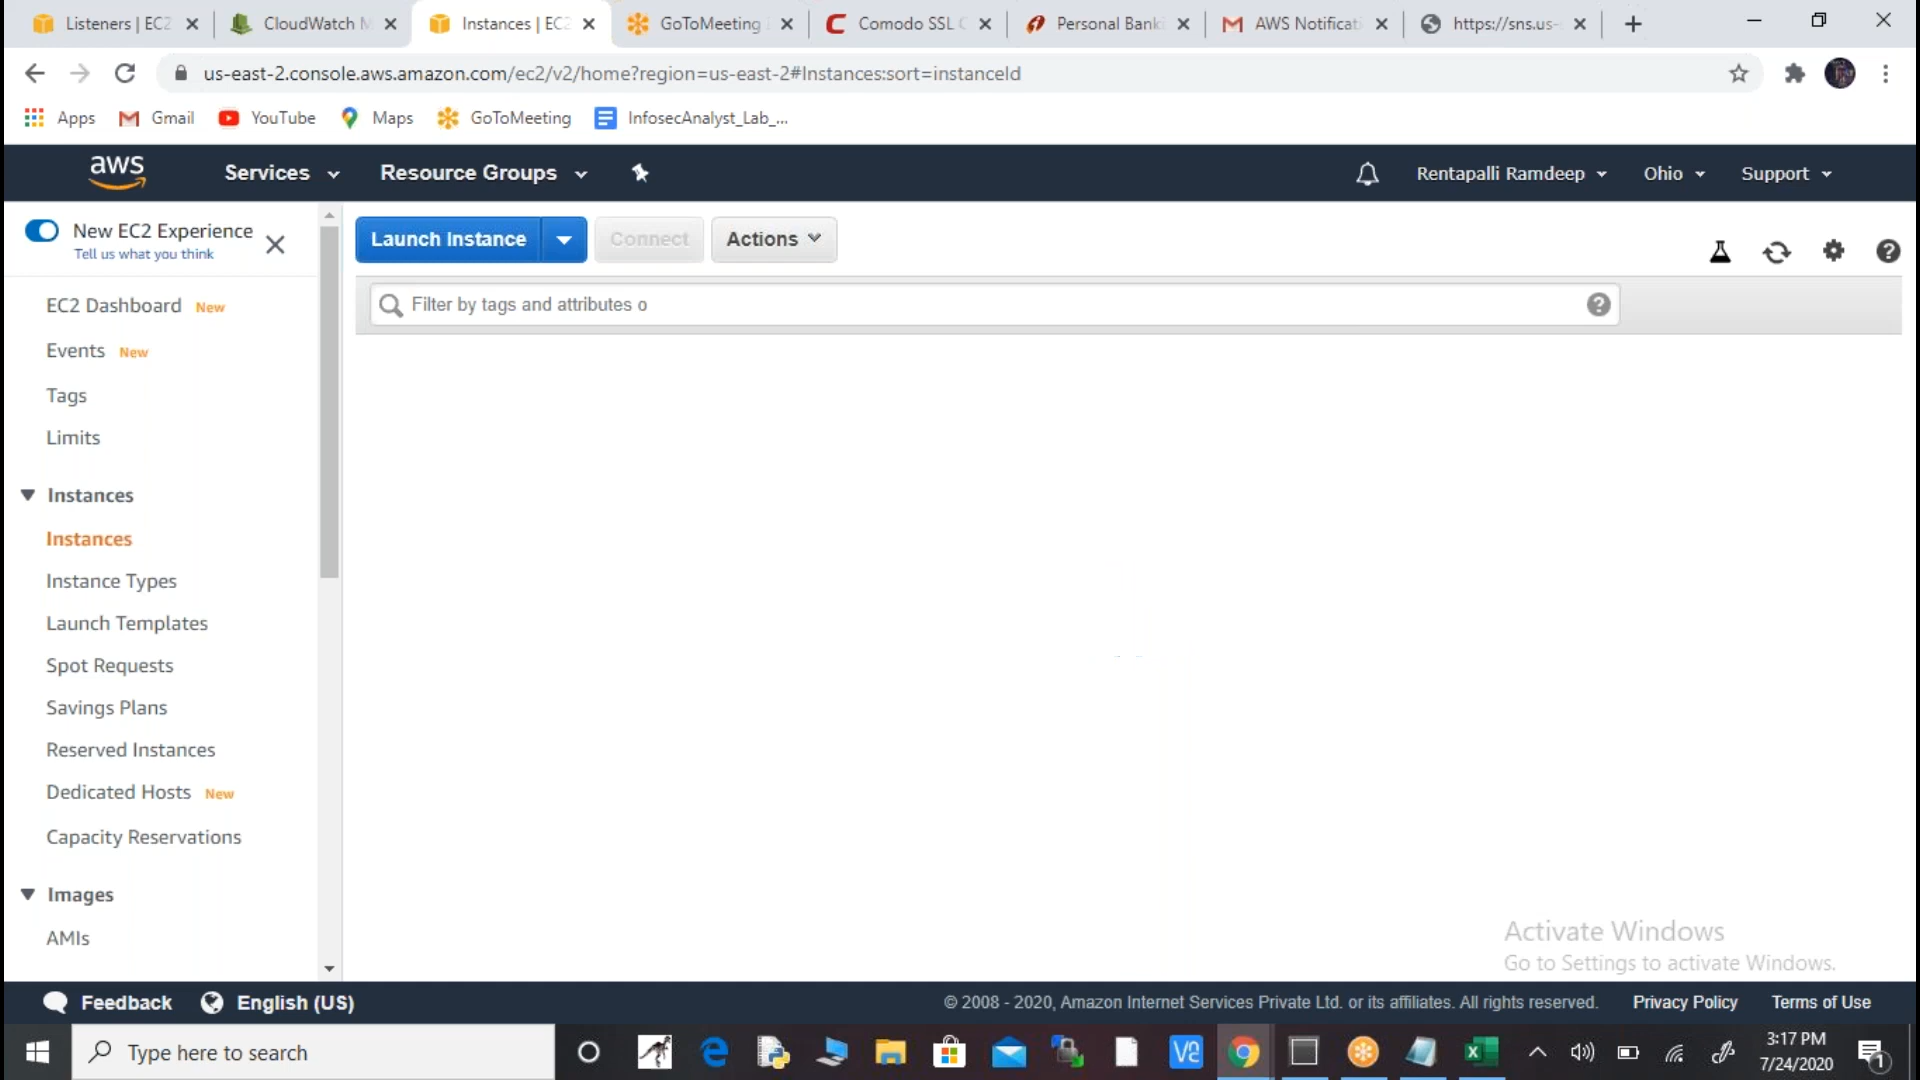 Listeners | EC2
CloudWatch M
Instances | EC2
GoToMeeting
Comodo SSL C
Personal Banki
AWS Notificati
https://sns.us-
us-east-2.console.aws.amazon.com/ec2/v2/home?region=us-east-2#Instances:sort=instanceId
Apps
Gmail
YouTube
Maps
GoToMeeting
InfosecAnalyst_Lab_...
aws
Services
Resource Groups
Rentapalli Ramdeep
Ohio
Support
New EC2 Experience
Tell us what you think
Launch Instance
Connect
Actions
Filter by tags and attributes o
EC2 Dashboard New
Events New
Tags
Limits
Instances
Instances
Instance Types
Launch Templates
Spot Requests
Savings Plans
Reserved Instances
Dedicated Hosts New
Capacity Reservations
Images
AMIs
Activate Windows
Go to Settings to activate Windows.
Feedback
English (US)
© 2008 - 2020, Amazon Internet Services Private Ltd. or its affiliates. All rights reserved.
Privacy Policy
Terms of Use
Type here to search
3:17 PM
7/24/2020
1